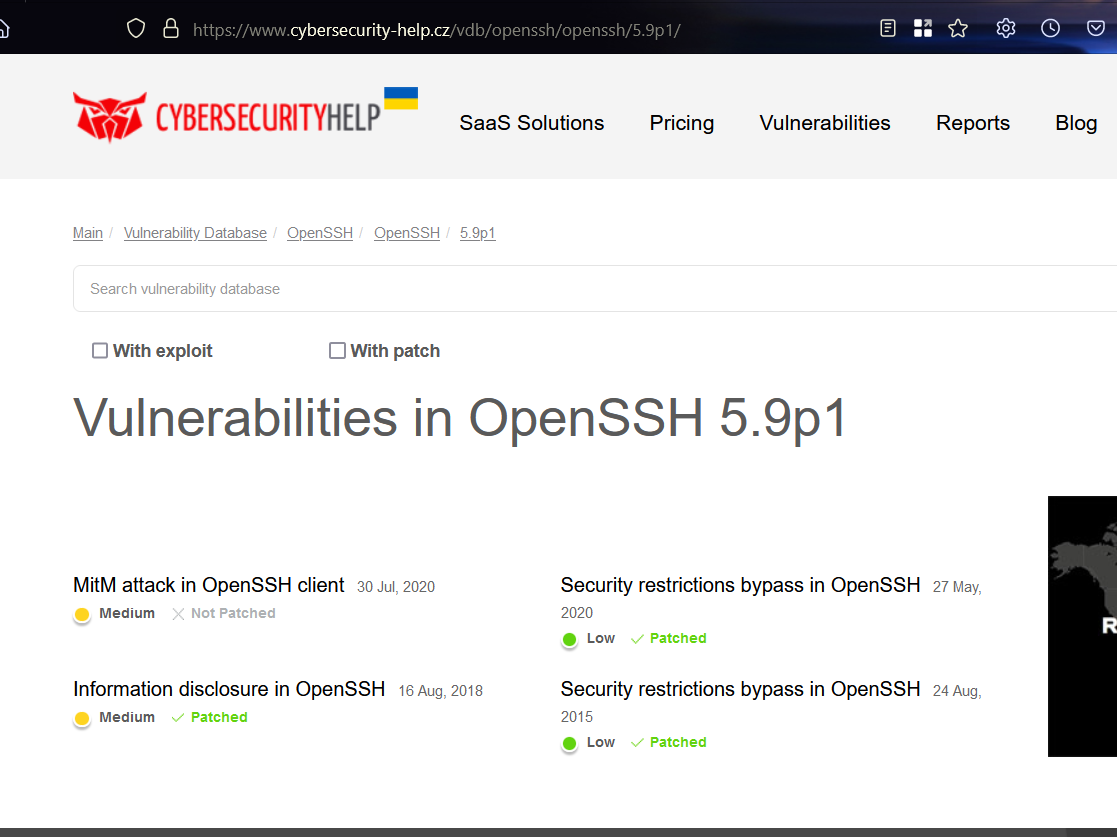 https://www.cybersecurity-help.cz/vdb/openssh/openssh/5.9p1/
CYBERSECURITYHELP
SaaS Solutions Pricing Vulnerabilities Reports Blog
Main / Vulnerability Database / OpenSSH / OpenSSH / 5.9p1
Search vulnerability database
With exploit With patch
Vulnerabilities in OpenSSH 5.9p1
MitM attack in OpenSSH client 30 Jul, 2020
Medium Not Patched
Security restrictions bypass in OpenSSH 27 May,
2020
Low Patched
Information disclosure in OpenSSH 16 Aug, 2018
Medium Patched
Security restrictions bypass in OpenSSH 24 Aug,
2015
Low Patched